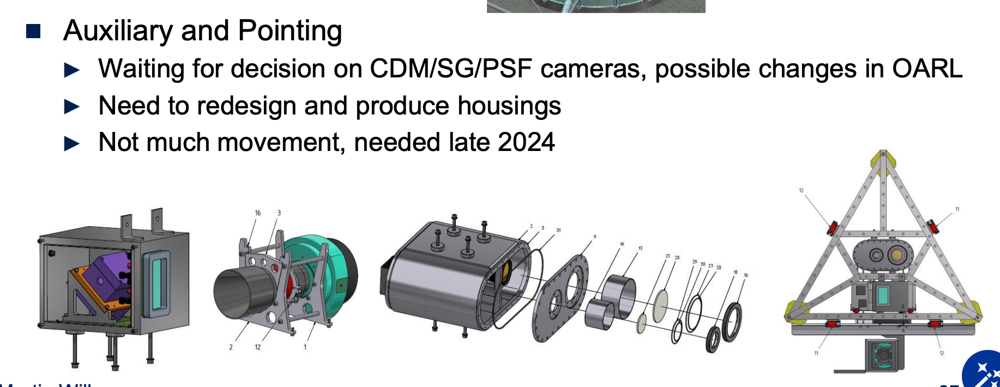 Auxiliary and Pointing
Waiting for decision on CDM/SG/PSF cameras, possible changes in OARL
Need to redesign and produce housings
Not much movement, needed late 2024
16 3
2 12 1
2 3 31 9 19 17 21 20 29 30 27 28 18 16
12 11
A
A
11 12